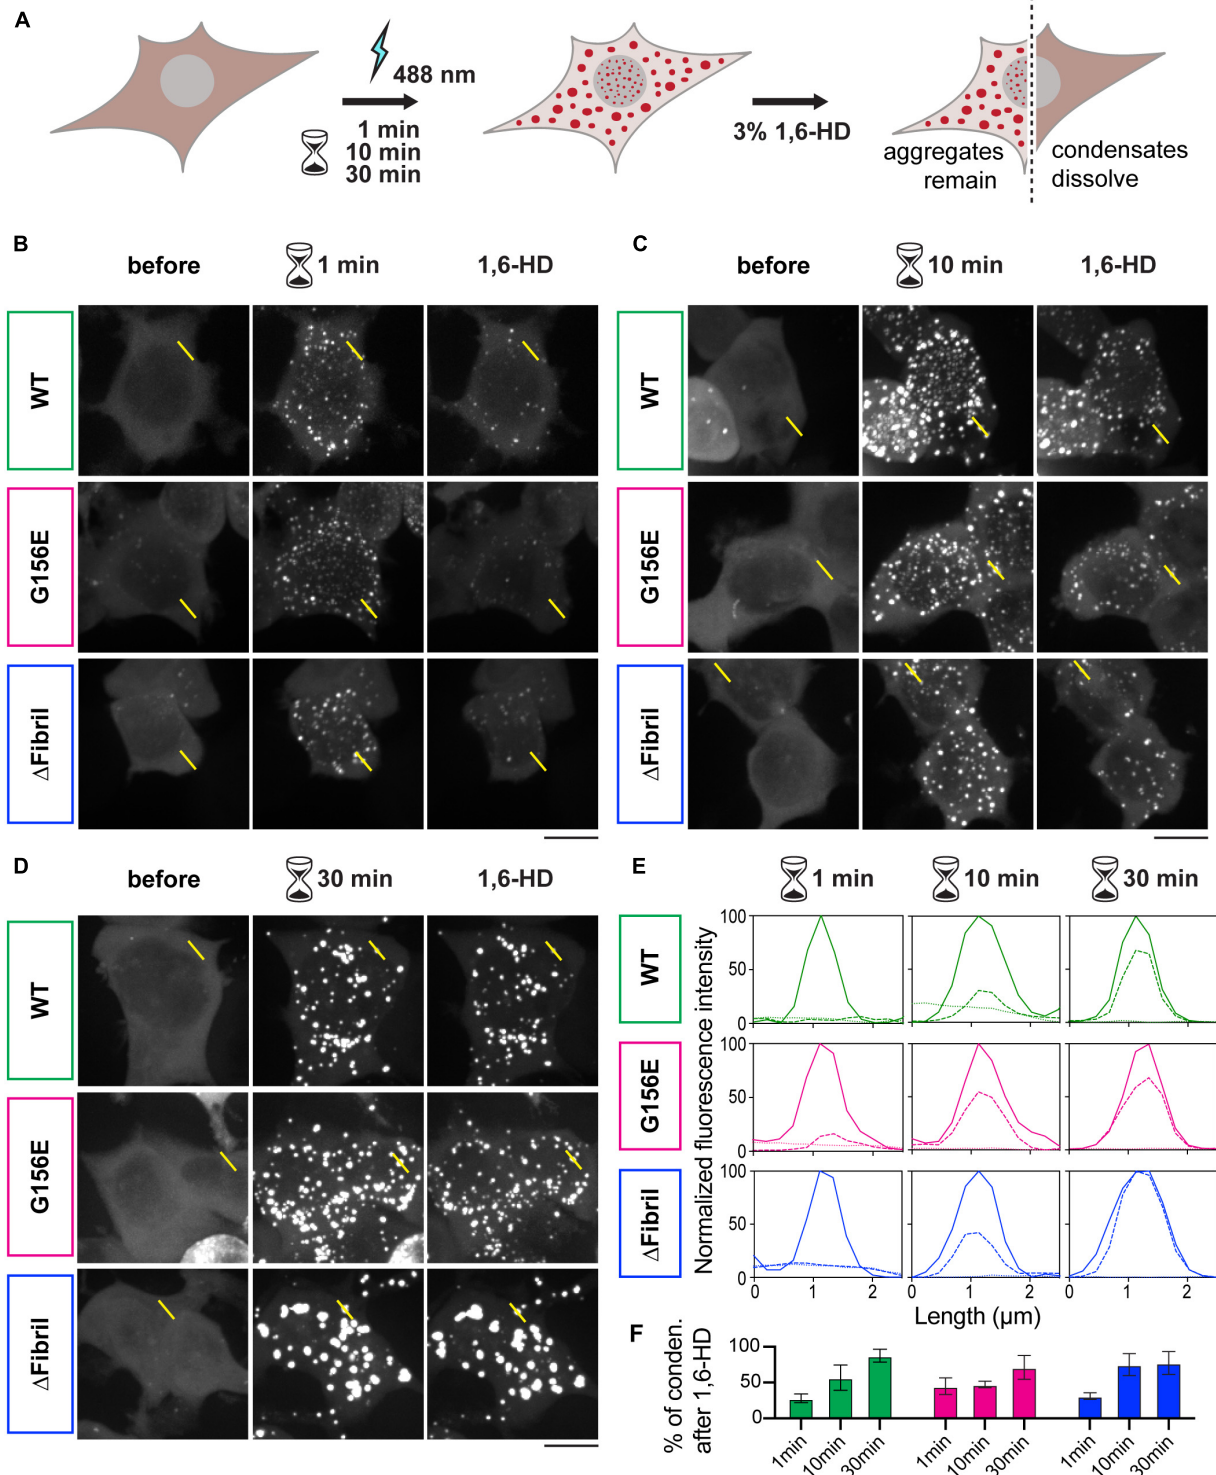 A
488 nm
1 min
10 min
30 min
3% 1,6-HD
aggregates
remain
condensates
dissolve
B
before
1 min
1,6-HD
WT
G156E
ΔFibril
C
before
10 min
1,6-HD
WT
G156E
ΔFibril
D
before
30 min
1,6-HD
WT
G156E
ΔFibril
E
1 min
10 min
30 min
WT
G156E
ΔFibril
Normalized fluorescence intensity
100
50
0
100
50
0
100
50
0
0 1 2
0 1 2
0 1 2
Length (µm)
F
% of conden.
after 1,6-HD
100
50
0
1min
10min
30min
1min
10min
30min
1min
10min
30min